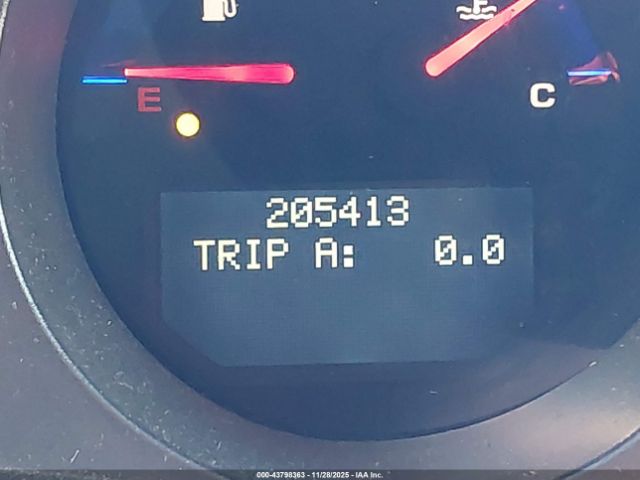 E
C
205413
TRIP A: 0.0
000-43798363 - 11/28/2025 - IAA Inc.